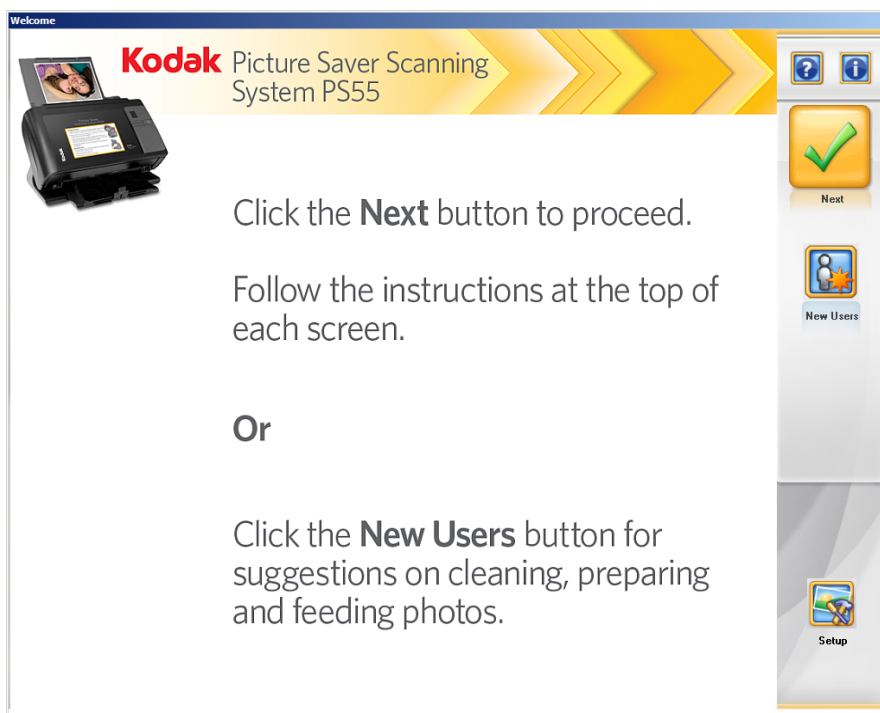 Welcome
Kodak Picture Saver Scanning
System PS55
Click the Next button to proceed.
Follow the instructions at the top of
each screen.
Or
Click the New Users button for
suggestions on cleaning, preparing
and feeding photos.
Next
New Users
Setup